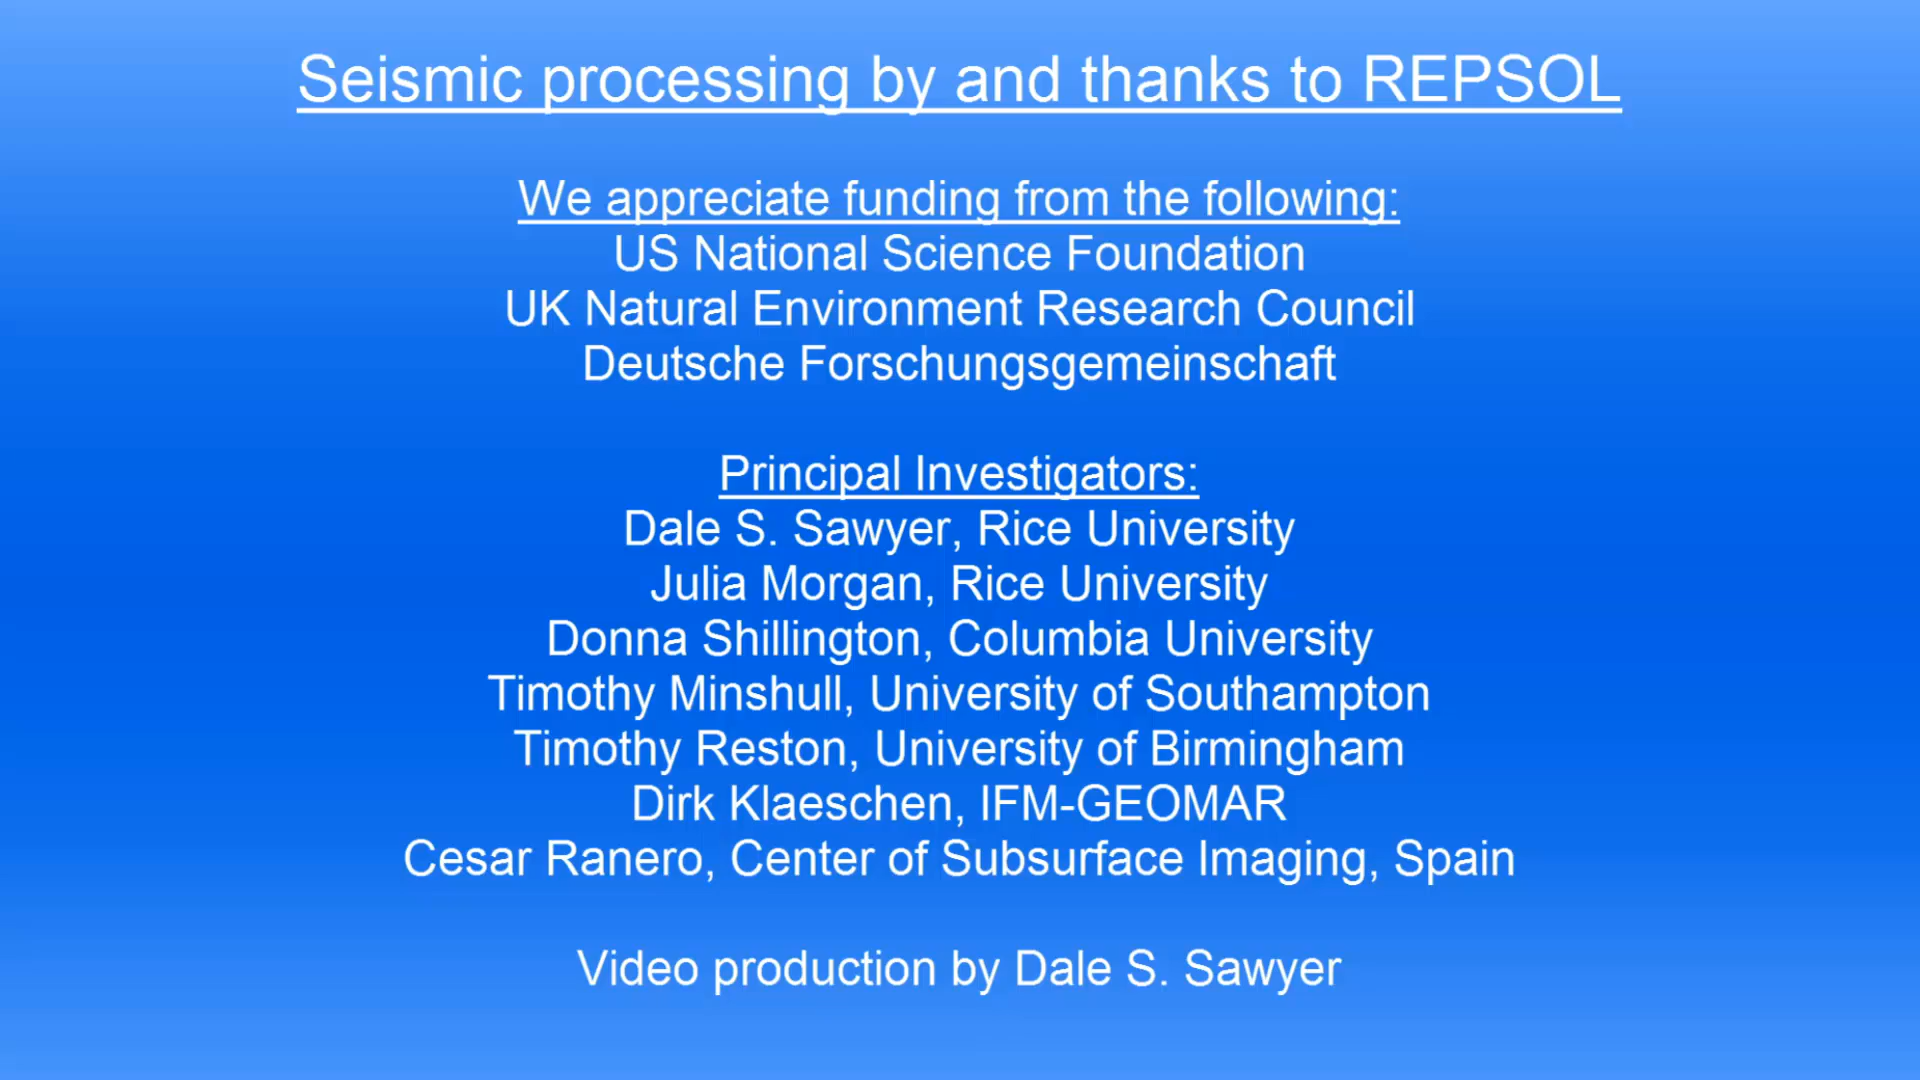 Seismic processing by and thanks to REPSOL
We appreciate funding from the following:
US National Science Foundation
UK Natural Environment Research Council
Deutsche Forschungsgemeinschaft
Principal Investigators:
Dale S. Sawyer, Rice University
Julia Morgan, Rice University
Donna Shillington, Columbia University
Timothy Minshull, University of Southampton
Timothy Reston, University of Birmingham
Dirk Klaeschen, IFM-GEOMAR
Cesar Ranero, Center of Subsurface Imaging, Spain
Video production by Dale S. Sawyer